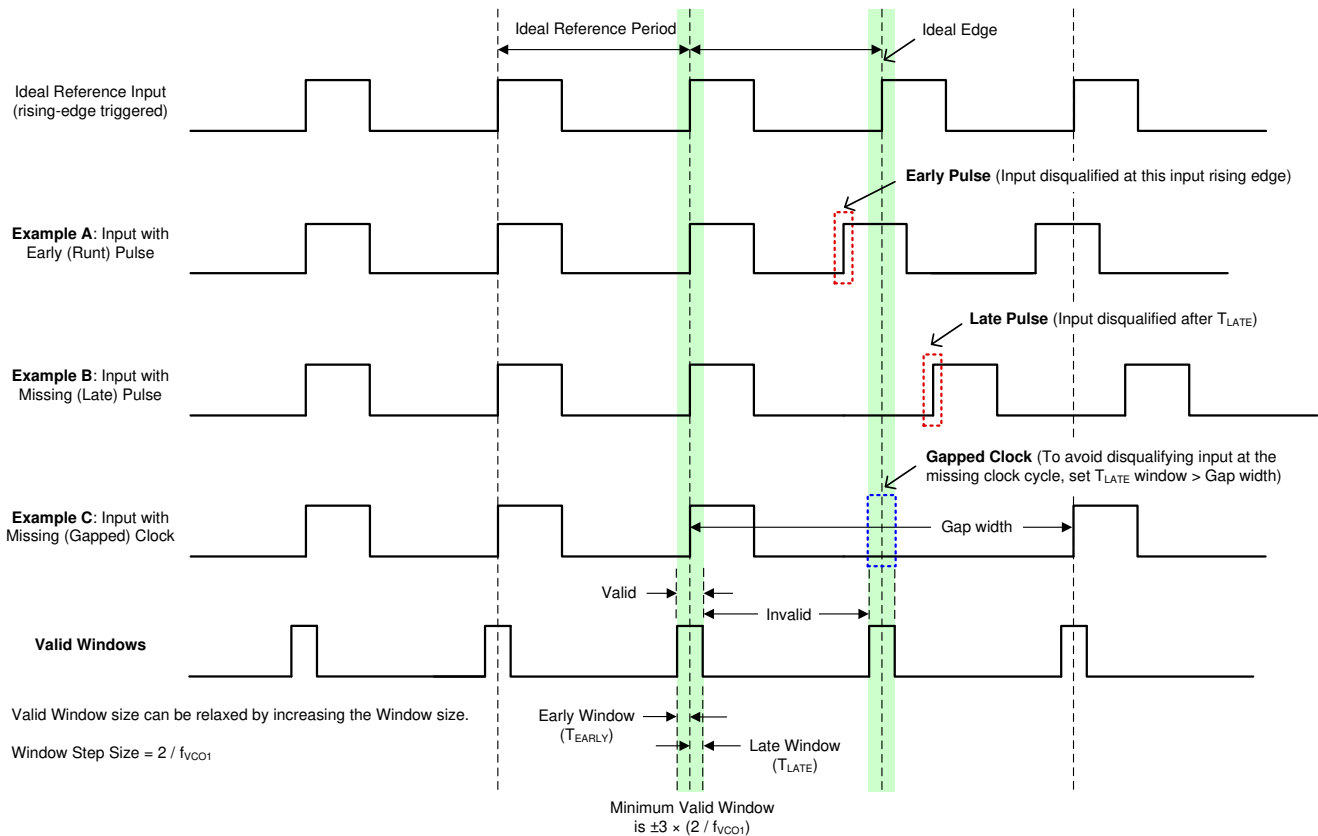 Ideal Reference Period
Ideal Edge
Ideal Reference Input
(rising-edge triggered)
Early Pulse (Input disqualified at this input rising edge)
Example A: Input with
Early (Runt) Pulse
Late Pulse (Input disqualified after TLATE)
Example B: Input with
Missing (Late) Pulse
Gapped Clock (To avoid disqualifying input at the
missing clock cycle, set TLATE window > Gap width)
Example C: Input with
Missing (Gapped) Clock
Gap width
Valid
Invalid
Valid Windows
Valid Window size can be relaxed by increasing the Window size.
Window Step Size = 2 / fVCO1
Early Window
(TEARLY)
Late Window
(TLATE)
Minimum Valid Window
is ±3 × (2 / fVCO1)